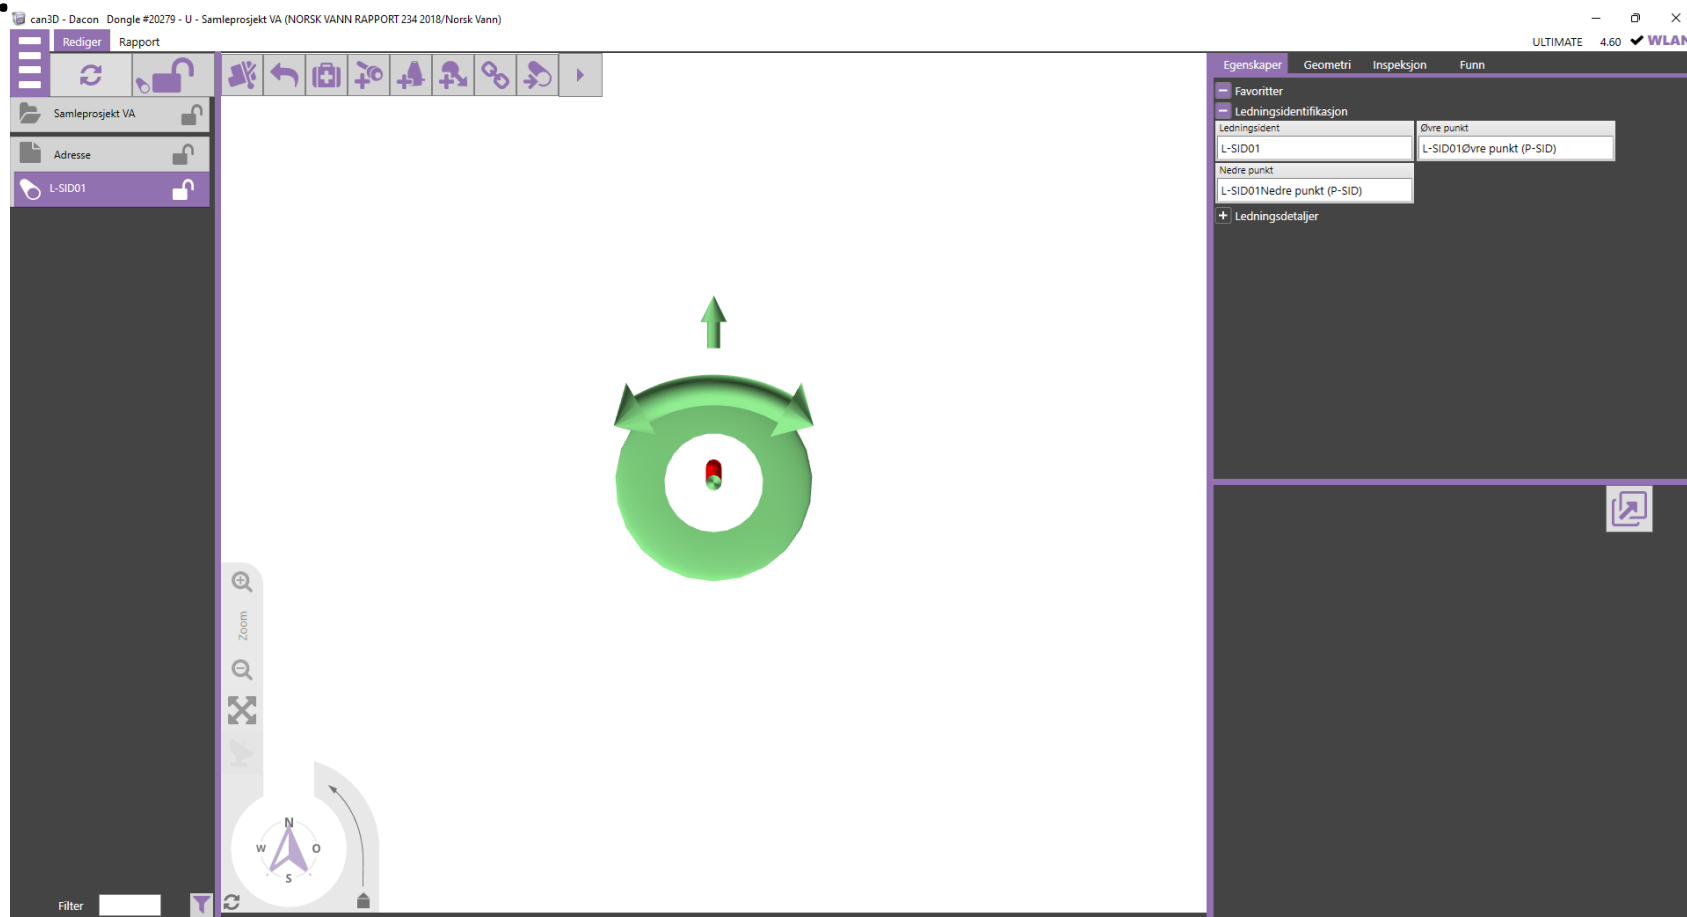 can3D - Dacon Dongle #20279 - U - Samleprosjekt VA (NORSK VANN RAPPORT 234 2018/Norsk Vann)
Rediger Rapport
ULTIMATE 4.60 WLAN
Egenskaper Geometri Inspeksjon Funn
Favoritter
Ledningsidentifikasjon
Ledningsident Øvre punkt
L-SID01 L-SID01Øvre punkt (P-SID)
Nedre punkt
L-SID01Nedre punkt (P-SID)
Ledningsdetaljer
Samleprosjekt VA
Adresse
L-SID01
Zoom
N
W O
S
Filter